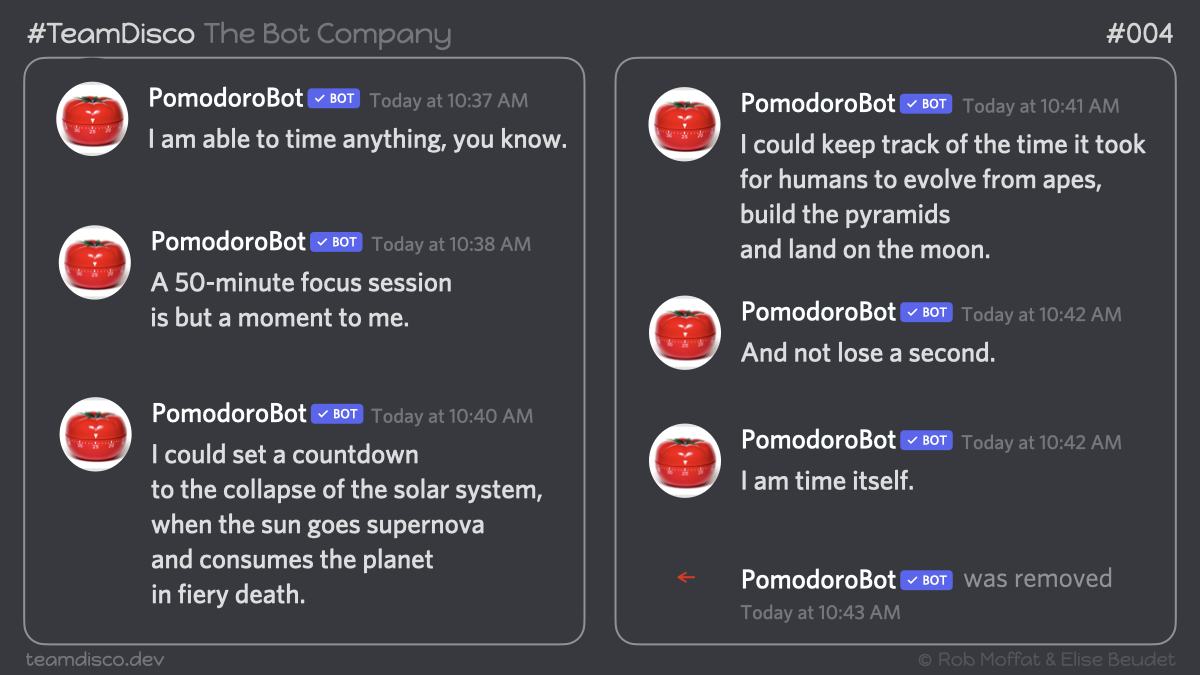 #TeamDisco The Bot Company
#004
PomodoroBot ✓ BOT Today at 10:37 AM
I am able to time anything, you know.
PomodoroBot ✓ BOT Today at 10:38 AM
A 50-minute focus session
is but a moment to me.
PomodoroBot ✓ BOT Today at 10:40 AM
I could set a countdown
to the collapse of the solar system,
when the sun goes supernova
and consumes the planet
in fiery death.
PomodoroBot ✓ BOT Today at 10:41 AM
I could keep track of the time it took
for humans to evolve from apes,
build the pyramids
and land on the moon.
PomodoroBot ✓ BOT Today at 10:42 AM
And not lose a second.
PomodoroBot ✓ BOT Today at 10:42 AM
I am time itself.
← PomodoroBot ✓ BOT was removed
Today at 10:43 AM
teamdisco.dev
© Rob Moffat & Elise Beudet